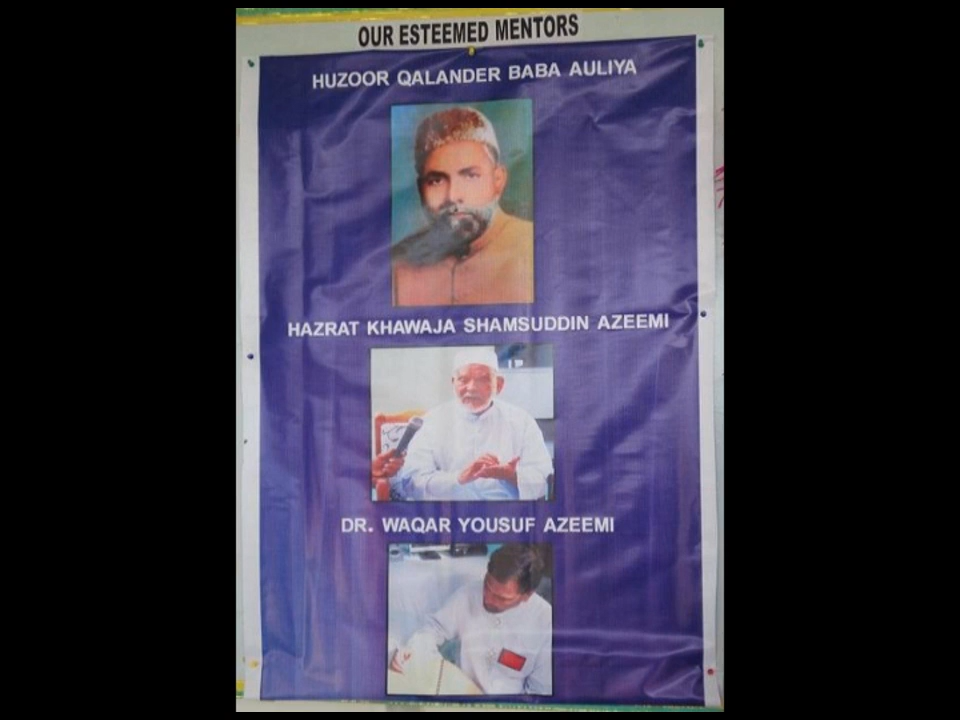 OUR ESTEEMED MENTORS
HUZOOR QALANDER BABA AULIYA
HAZRAT KHAWAJA SHAMSUDDIN AZEEMI
DR. WAQAR YOUSUF AZEEMI